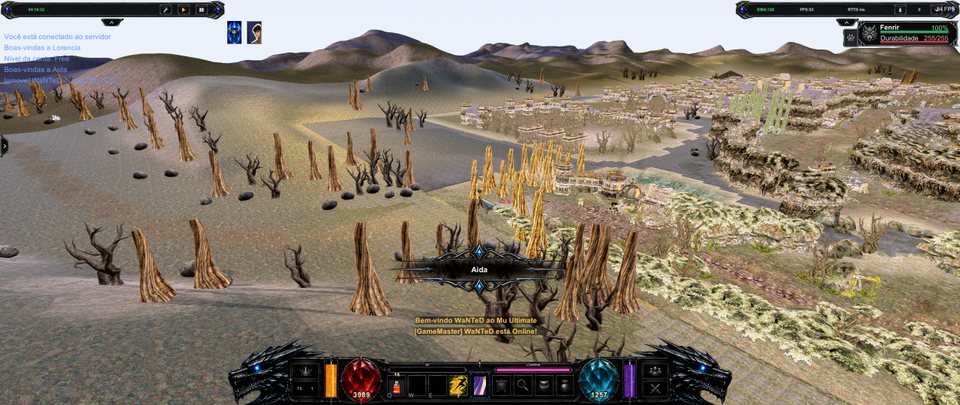 Você está conectado ao servidor
Boas-vindas a Lorencia
Nível da conta: Free
Boas-vindas a Aida
Fenrir 100%
Durabilidade 255/255
Aida
Bem-vindo WaNTeD ao Mu Ultimate
[GameMaster] WaNTeD está Online!
3989
16
Q W E
1257